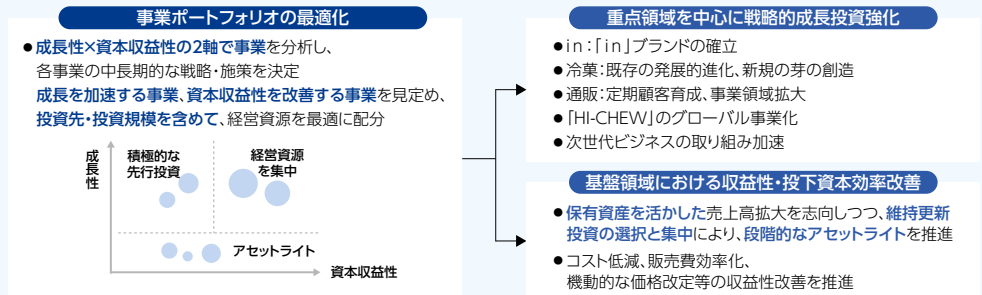 事業ポートフォリオの最適化
●成長性×資本収益性の2軸で事業を分析し、
各事業の中長期的な戦略・施策を決定
成長を加速する事業、資本収益性を改善する事業を見定め、
投資先・投資規模を含めて、経営資源を最適に配分
成長性
積極的な
先行投資
経営資源
を集中
アセットライト
資本収益性
重点領域を中心に戦略的成長投資強化
●in：「in」ブランドの確立
●冷菓：既存の発展的進化、新規の芽の創造
●通販：定期顧客育成、事業領域拡大
●「HI-CHEW」のグローバル事業化
●次世代ビジネスの取り組み加速
基盤領域における収益性・投下資本効率改善
●保有資産を活かした売上高拡大を志向しつつ、維持更新
投資の選択と集中により、段階的なアセットライトを推進
●コスト低減、販売費効率化、
機動的な価格改定等の収益性改善を推進